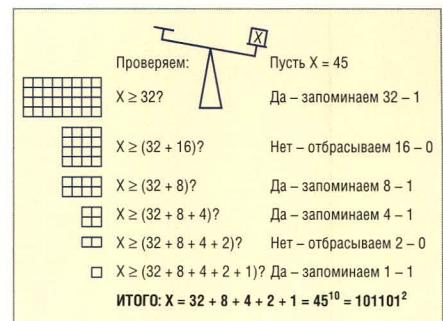 X
Проверяем: Пусть X = 45
X ≥ 32? Да – запоминаем 32 – 1
X ≥ (32 + 16)? Нет – отбрасываем 16 – 0
X ≥ (32 + 8)? Да – запоминаем 8 – 1
X ≥ (32 + 8 + 4)? Да – запоминаем 4 – 1
X ≥ (32 + 8 + 4 + 2)? Нет – отбрасываем 2 – 0
X ≥ (32 + 8 + 4 + 2 + 1)? Да – запоминаем 1 – 1
ИТОГО: X = 32 + 8 + 4 + 2 + 1 = 45¹⁰ = 101101²